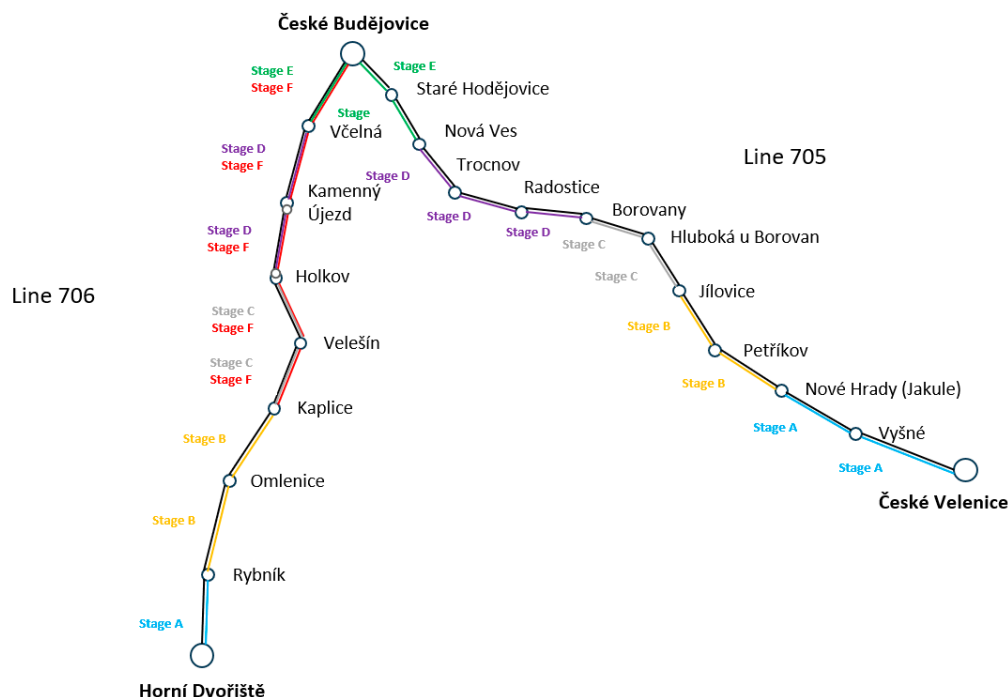 České Budějovice
Stage E
Stage F
Stage E
Staré Hodějovice
Stage
Včelná
Nová Ves
Line 705
Stage D
Stage F
Trocnov
Stage D
Kamenný
Újezd
Radostice
Stage D
Stage D
Borovany
Stage D
Stage F
Stage C
Hluboká u Borovan
Holkov
Stage C
Line 706
Jílovice
Stage C
Stage F
Stage B
Velešín
Petříkov
Stage C
Stage F
Stage B
Nové Hrady (Jakule)
Kaplice
Stage A
Stage B
Vyšné
Stage A
Omlenice
České Velenice
Stage B
Rybník
Stage A
Horní Dvořiště